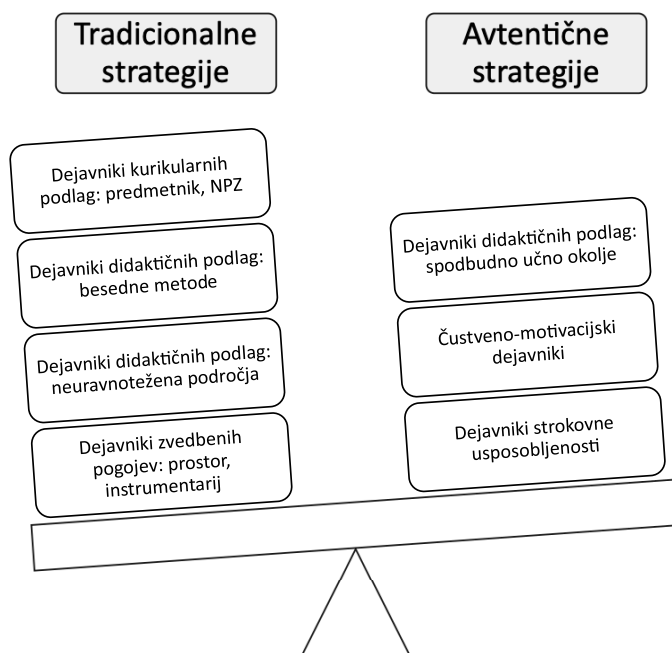 Tradicionalne
strategije
Avtentične
strategije
Dejavniki kurikularnih
podlag: predmetnik, NPZ
Dejavniki didaktičnih podlag:
besedne metode
Dejavniki didaktičnih podlag:
neuravnotežena področja
Dejavniki zvedbenih
pogojev: prostor,
instrumentarij
Dejavniki didaktičnih podlag:
spodbudno učno okolje
Čustveno-motivacijski
dejavniki
Dejavniki strokovne
usposobljenosti